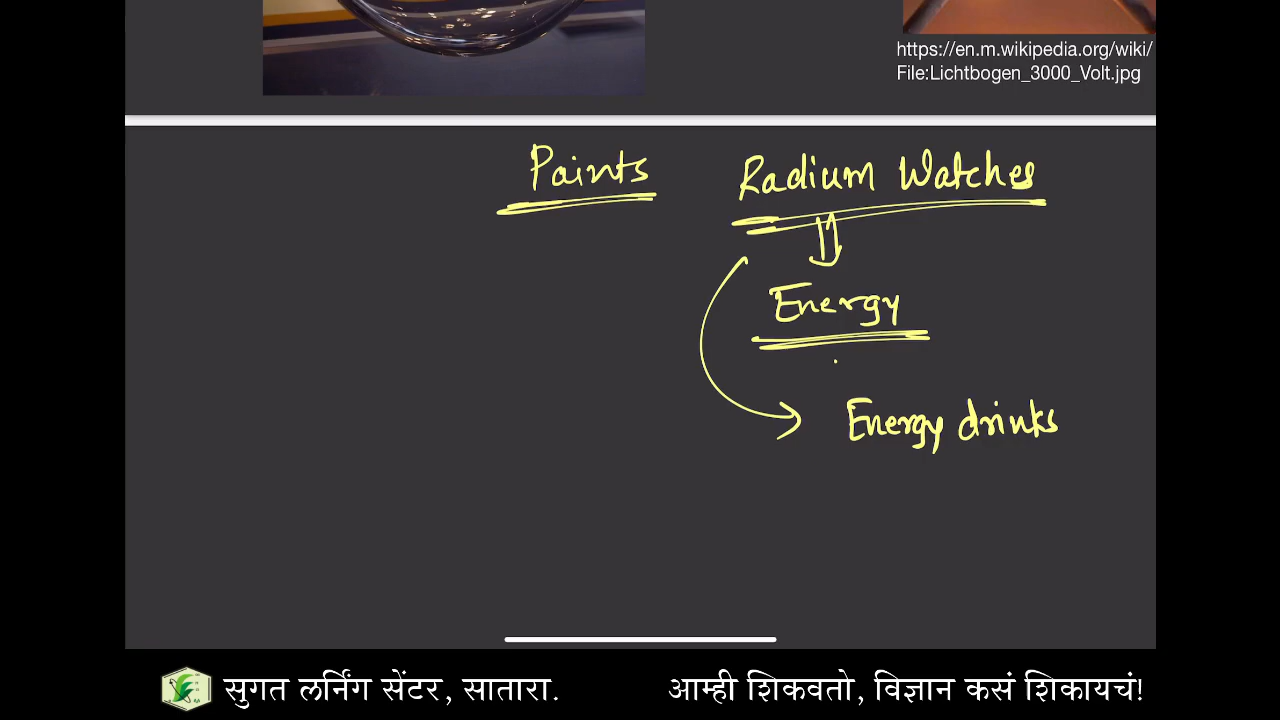 https://en.m.wikipedia.org/wiki/
File:Lichtbogen_3000_Volt.jpg
Paints Radium Watches
Energy
Energy drinks
सुगत लर्निंग सेंटर, सातारा. आम्ही शिकवतो, विज्ञान कसं शिकायचं!